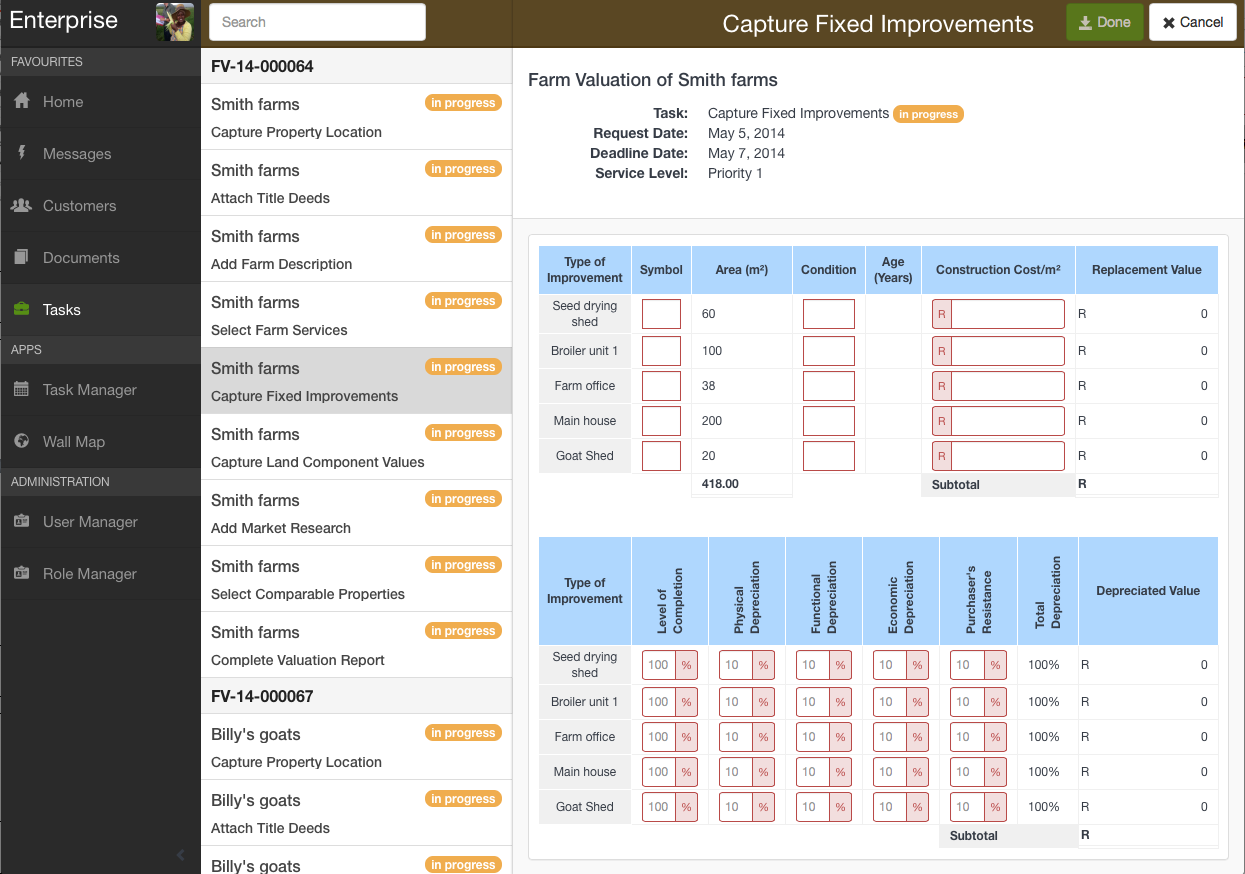 Enterprise
Search
Capture Fixed Improvements
Done
Cancel
FAVOURITES
Home
Messages
Customers
Documents
Tasks
APPS
Task Manager
Wall Map
ADMINISTRATION
User Manager
Role Manager
FV-14-000064
Smith farms in progress
Capture Property Location
Smith farms in progress
Attach Title Deeds
Smith farms in progress
Add Farm Description
Smith farms in progress
Select Farm Services
Smith farms in progress
Capture Fixed Improvements
Smith farms in progress
Capture Land Component Values
Smith farms in progress
Add Market Research
Smith farms in progress
Select Comparable Properties
Smith farms in progress
Complete Valuation Report
FV-14-000067
Billy's goats in progress
Capture Property Location
Billy's goats in progress
Attach Title Deeds
Billy's goats in progress
Farm Valuation of Smith farms
Task: Capture Fixed Improvements in progress
Request Date: May 5, 2014
Deadline Date: May 7, 2014
Service Level: Priority 1
Type of Improvement Symbol Area (m²) Condition Age (Years) Construction Cost/m² Replacement Value
Seed drying shed 60 R R 0
Broiler unit 1 100 R R 0
Farm office 38 R R 0
Main house 200 R R 0
Goat Shed 20 R R 0
418.00 Subtotal R
Type of Improvement Level of Completion Physical Depreciation Functional Depreciation Economic Depreciation Purchaser's Resistance Total Depreciation Depreciated Value
Seed drying shed 100 % 10 % 10 % 10 % 10 % 100% R 0
Broiler unit 1 100 % 10 % 10 % 10 % 10 % 100% R 0
Farm office 100 % 10 % 10 % 10 % 10 % 100% R 0
Main house 100 % 10 % 10 % 10 % 10 % 100% R 0
Goat Shed 100 % 10 % 10 % 10 % 10 % 100% R 0
Subtotal R